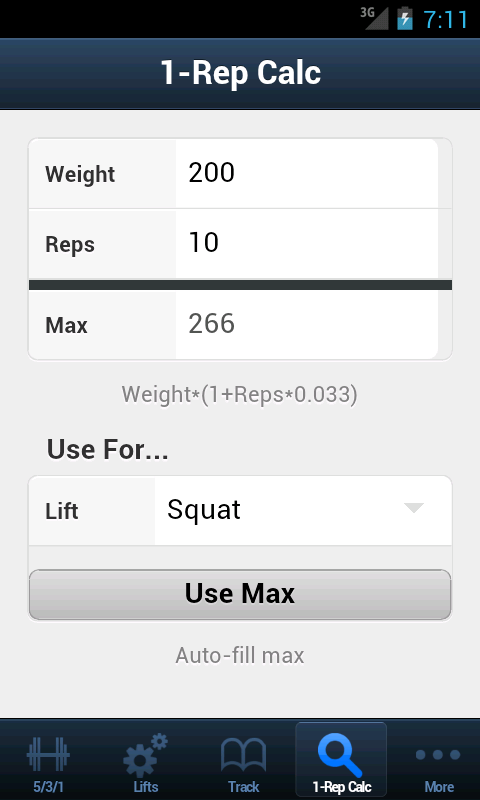 3G 7:11
1-Rep Calc
Weight 200
Reps 10
Max 266
Weight*(1+Reps*0.033)
Use For...
Lift Squat
Use Max
Auto-fill max
5/3/1 Lifts Track 1-Rep Calc More